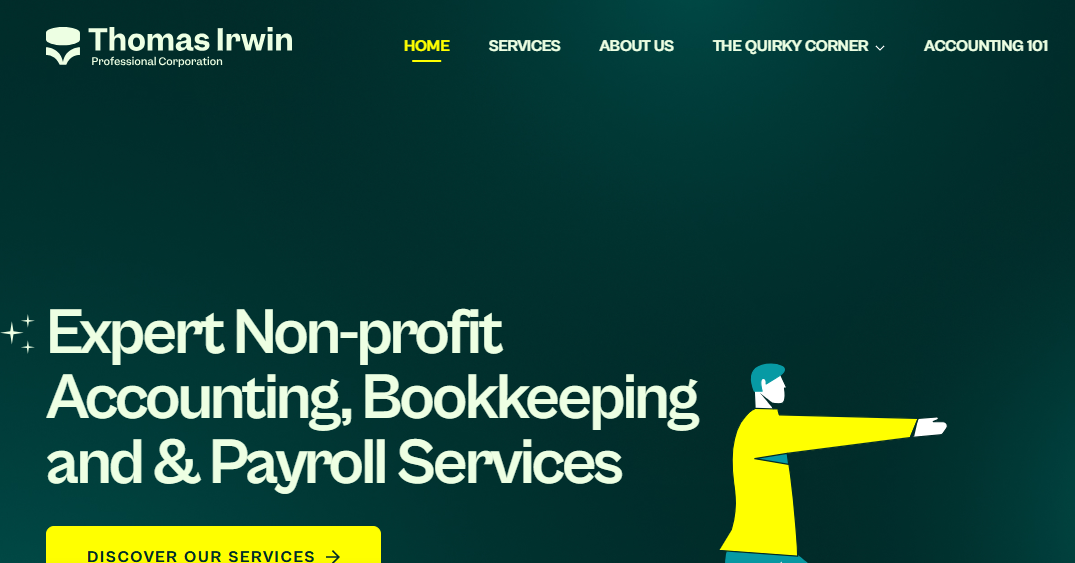 Thomas Irwin
Professional Corporation
HOME
SERVICES
ABOUT US
THE QUIRKY CORNER
ACCOUNTING 101
Expert Non-profit
Accounting, Bookkeeping
and & Payroll Services
DISCOVER OUR SERVICES →